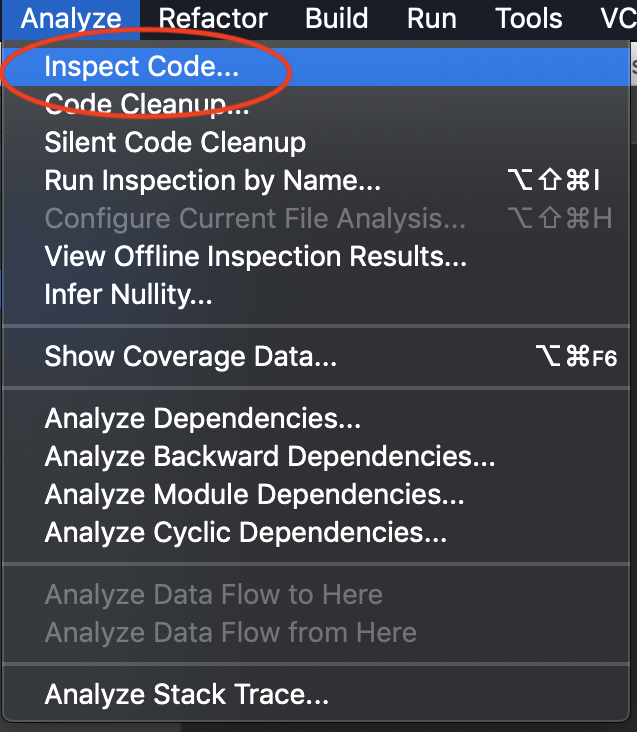 Analyze Refactor Build Run Tools VC
Inspect Code...
Code Cleanup...
Silent Code Cleanup
Run Inspection by Name... ⌥⇧⌘I
Configure Current File Analysis... ⌥⇧⌘H
View Offline Inspection Results...
Infer Nullity...
Show Coverage Data... ⌥⌘F6
Analyze Dependencies...
Analyze Backward Dependencies...
Analyze Module Dependencies...
Analyze Cyclic Dependencies...
Analyze Data Flow to Here
Analyze Data Flow from Here
Analyze Stack Trace...